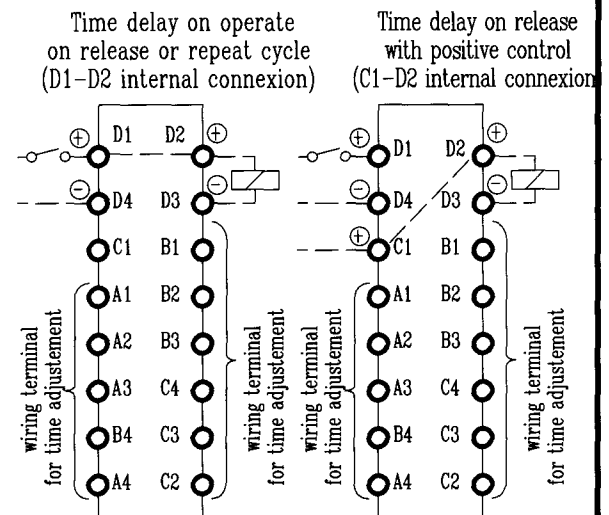 Time delay on operate
on release or repeat cycle
(D1-D2 internal connexion)
+ D1 D2 +
- D4 D3 -
C1 B1
A1 B2
A2 B3
A3 C4
B4 C3
A4 C2
wiring terminal
for time adjustement
wiring terminal
for time adjustement
Time delay on release
with positive control
(C1-D2 internal connexion
+ D1 D2 +
- D4 D3 -
+ C1 B1
A1 B2
A2 B3
A3 C4
B4 C3
A4 C2
wiring terminal
for time adjustement
wiring terminal
for time adjustement